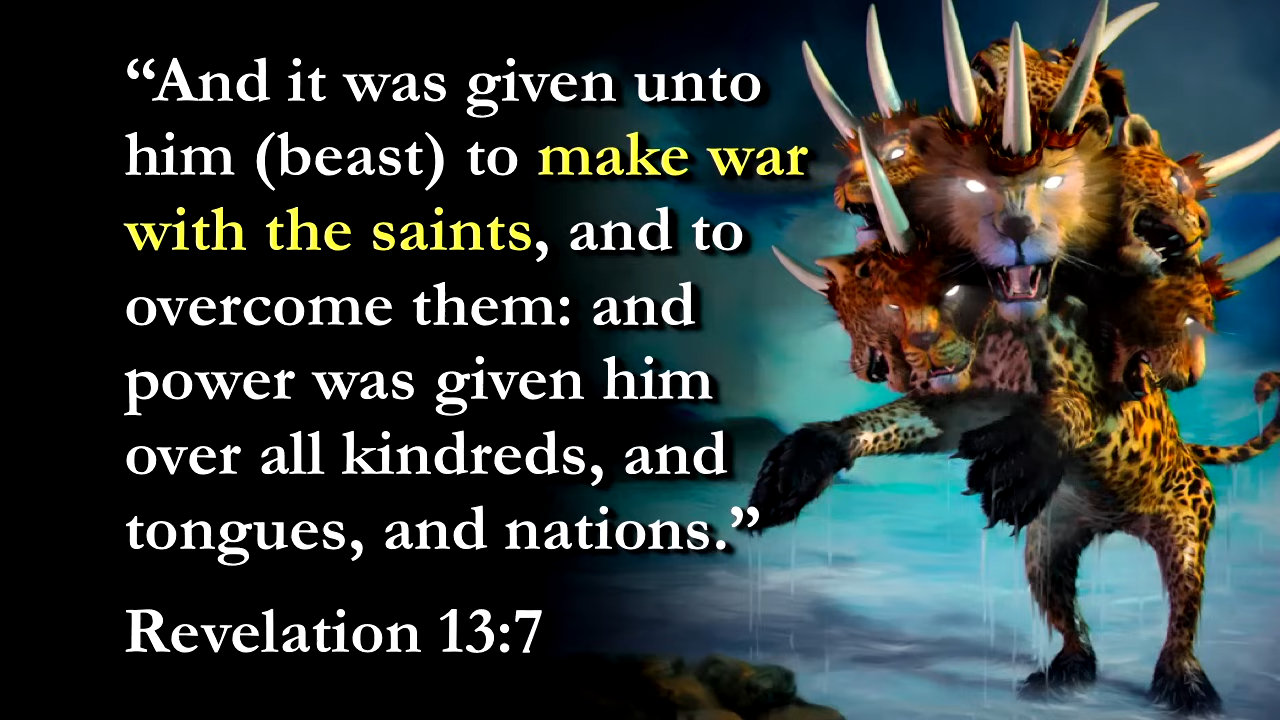 “And it was given unto
him (beast) to make war
with the saints, and to
overcome them: and
power was given him
over all kindreds, and
tongues, and nations.”
Revelation 13:7